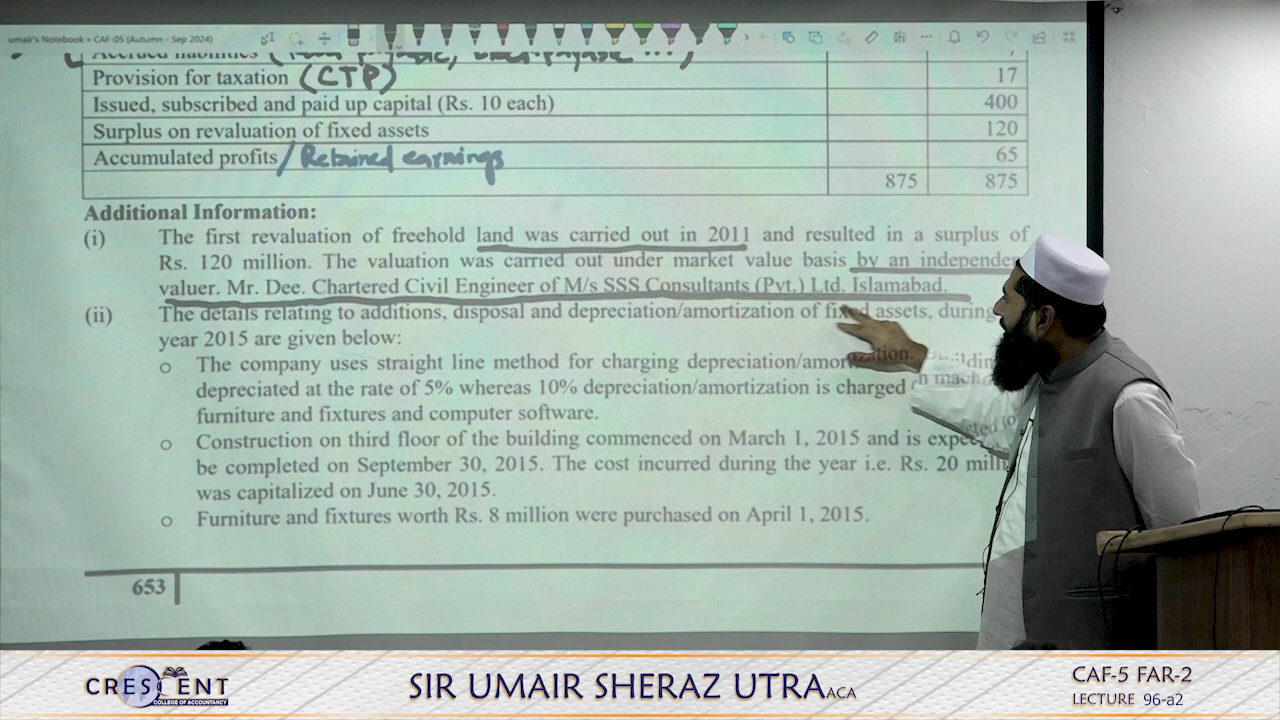 umair's Notebook • CAF-05 (Autumn - Sep 2024)
Accrued liabilities
Provision for taxation (CTP) 17
Issued, subscribed and paid up capital (Rs. 10 each) 400
Surplus on revaluation of fixed assets 120
Accumulated profits / Retained earnings 65
875 875
Additional Information:
(i) The first revaluation of freehold land was carried out in 2011 and resulted in a surplus of
Rs. 120 million. The valuation was carried out under market value basis by an
valuer. Mr. Dee. Chartered Civil Engineer of M/s SSS Consultants (Pvt.) Ltd. Islamabad.
(ii) The details relating to additions, disposal and depreciation/amortization of fixed assets, during
year 2015 are given below:
o The company uses straight line method for charging depreciation/amortization.
depreciated at the rate of 5% whereas 10% depreciation/amortization is charged
furniture and fixtures and computer software.
o Construction on third floor of the building commenced on March 1, 2015 and is
be completed on September 30, 2015. The cost incurred during the year i.e. Rs. 20
was capitalized on June 30, 2015.
o Furniture and fixtures worth Rs. 8 million were purchased on April 1, 2015.
653
CRESCENT
COLLEGE OF ACCOUNTANCY
SIR UMAIR SHERAZ UTRA ACA
CAF-5 FAR-2
LECTURE 96-a2